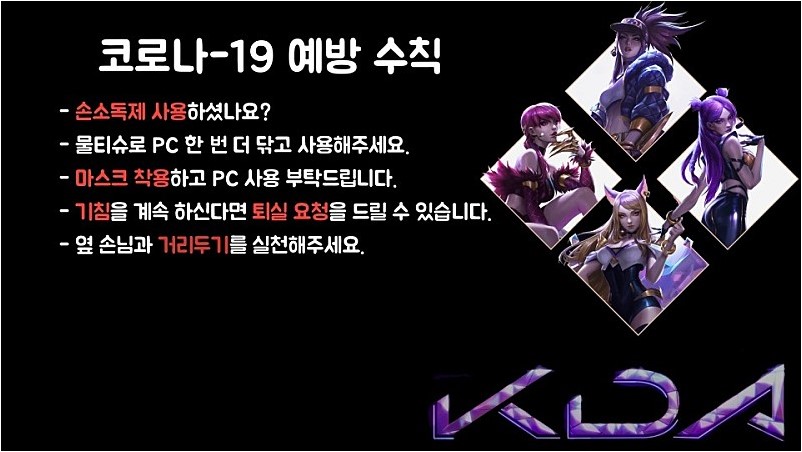 코로나-19 예방 수칙
- 손소독제 사용하셨나요?
- 물티슈로 PC 한 번 더 닦고 사용해주세요.
- 마스크 착용하고 PC 사용 부탁드립니다.
- 기침을 계속 하신다면 퇴실 요청을 드릴 수 있습니다.
- 옆 손님과 거리두기를 실천해주세요.
KDA